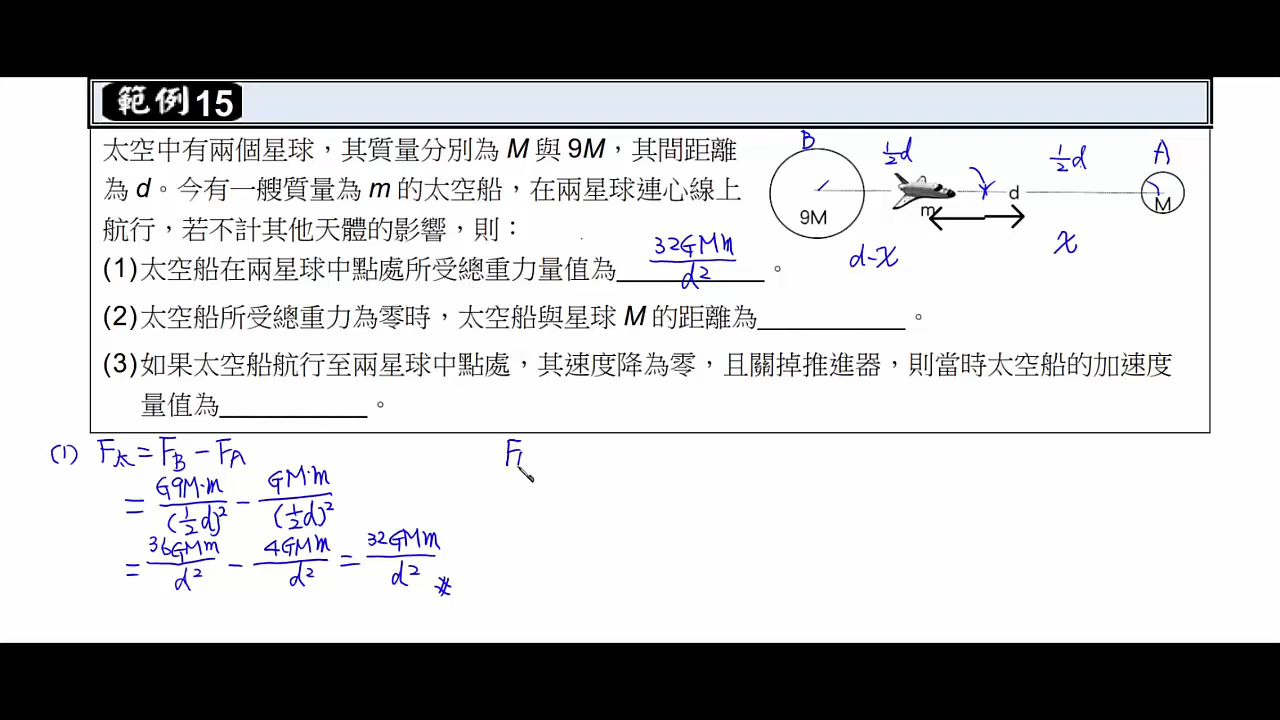 範例15
太空中有兩個星球，其質量分別為 M 與 9M，其間距離
為 d。今有一艘質量為 m 的太空船，在兩星球連心線上
航行，若不計其他天體的影響，則：
(1)太空船在兩星球中點處所受總重力量值為 32GMm/d² 。
(2)太空船所受總重力為零時，太空船與星球 M 的距離為__________。
(3)如果太空船航行至兩星球中點處，其速度降為零，且關掉推進器，則當時太空船的加速度
量值為__________。
B ½d ½d A
9M m d M
d-x x
(1) F太 = FB - FA
= G9M·m/(½d)² - GM·m/(½d)²
= 36GMm/d² - 4GMm/d² = 32GMm/d² #
F